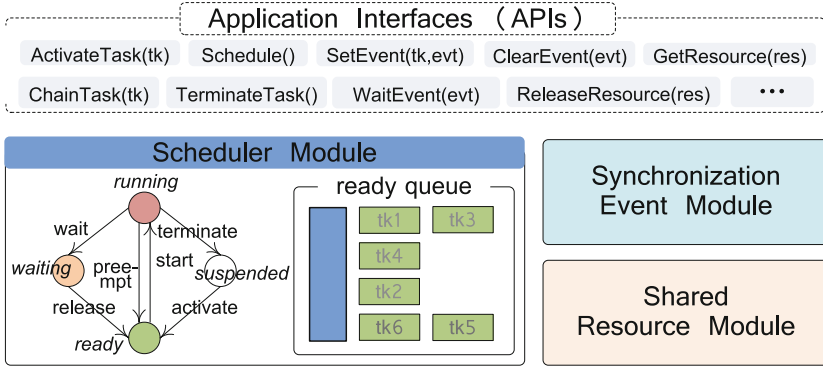 Application Interfaces （APIs）
ActivateTask(tk) Schedule() SetEvent(tk,evt) ClearEvent(evt) GetResource(res)
ChainTask(tk) TerminateTask() WaitEvent(evt) ReleaseResource(res) •••
Scheduler Module
running
wait
terminate
waiting
pree-
mpt
start
suspended
release
activate
ready
ready queue
tk1 tk3
tk4
tk2
tk6 tk5
Synchronization
Event Module
Shared
Resource Module